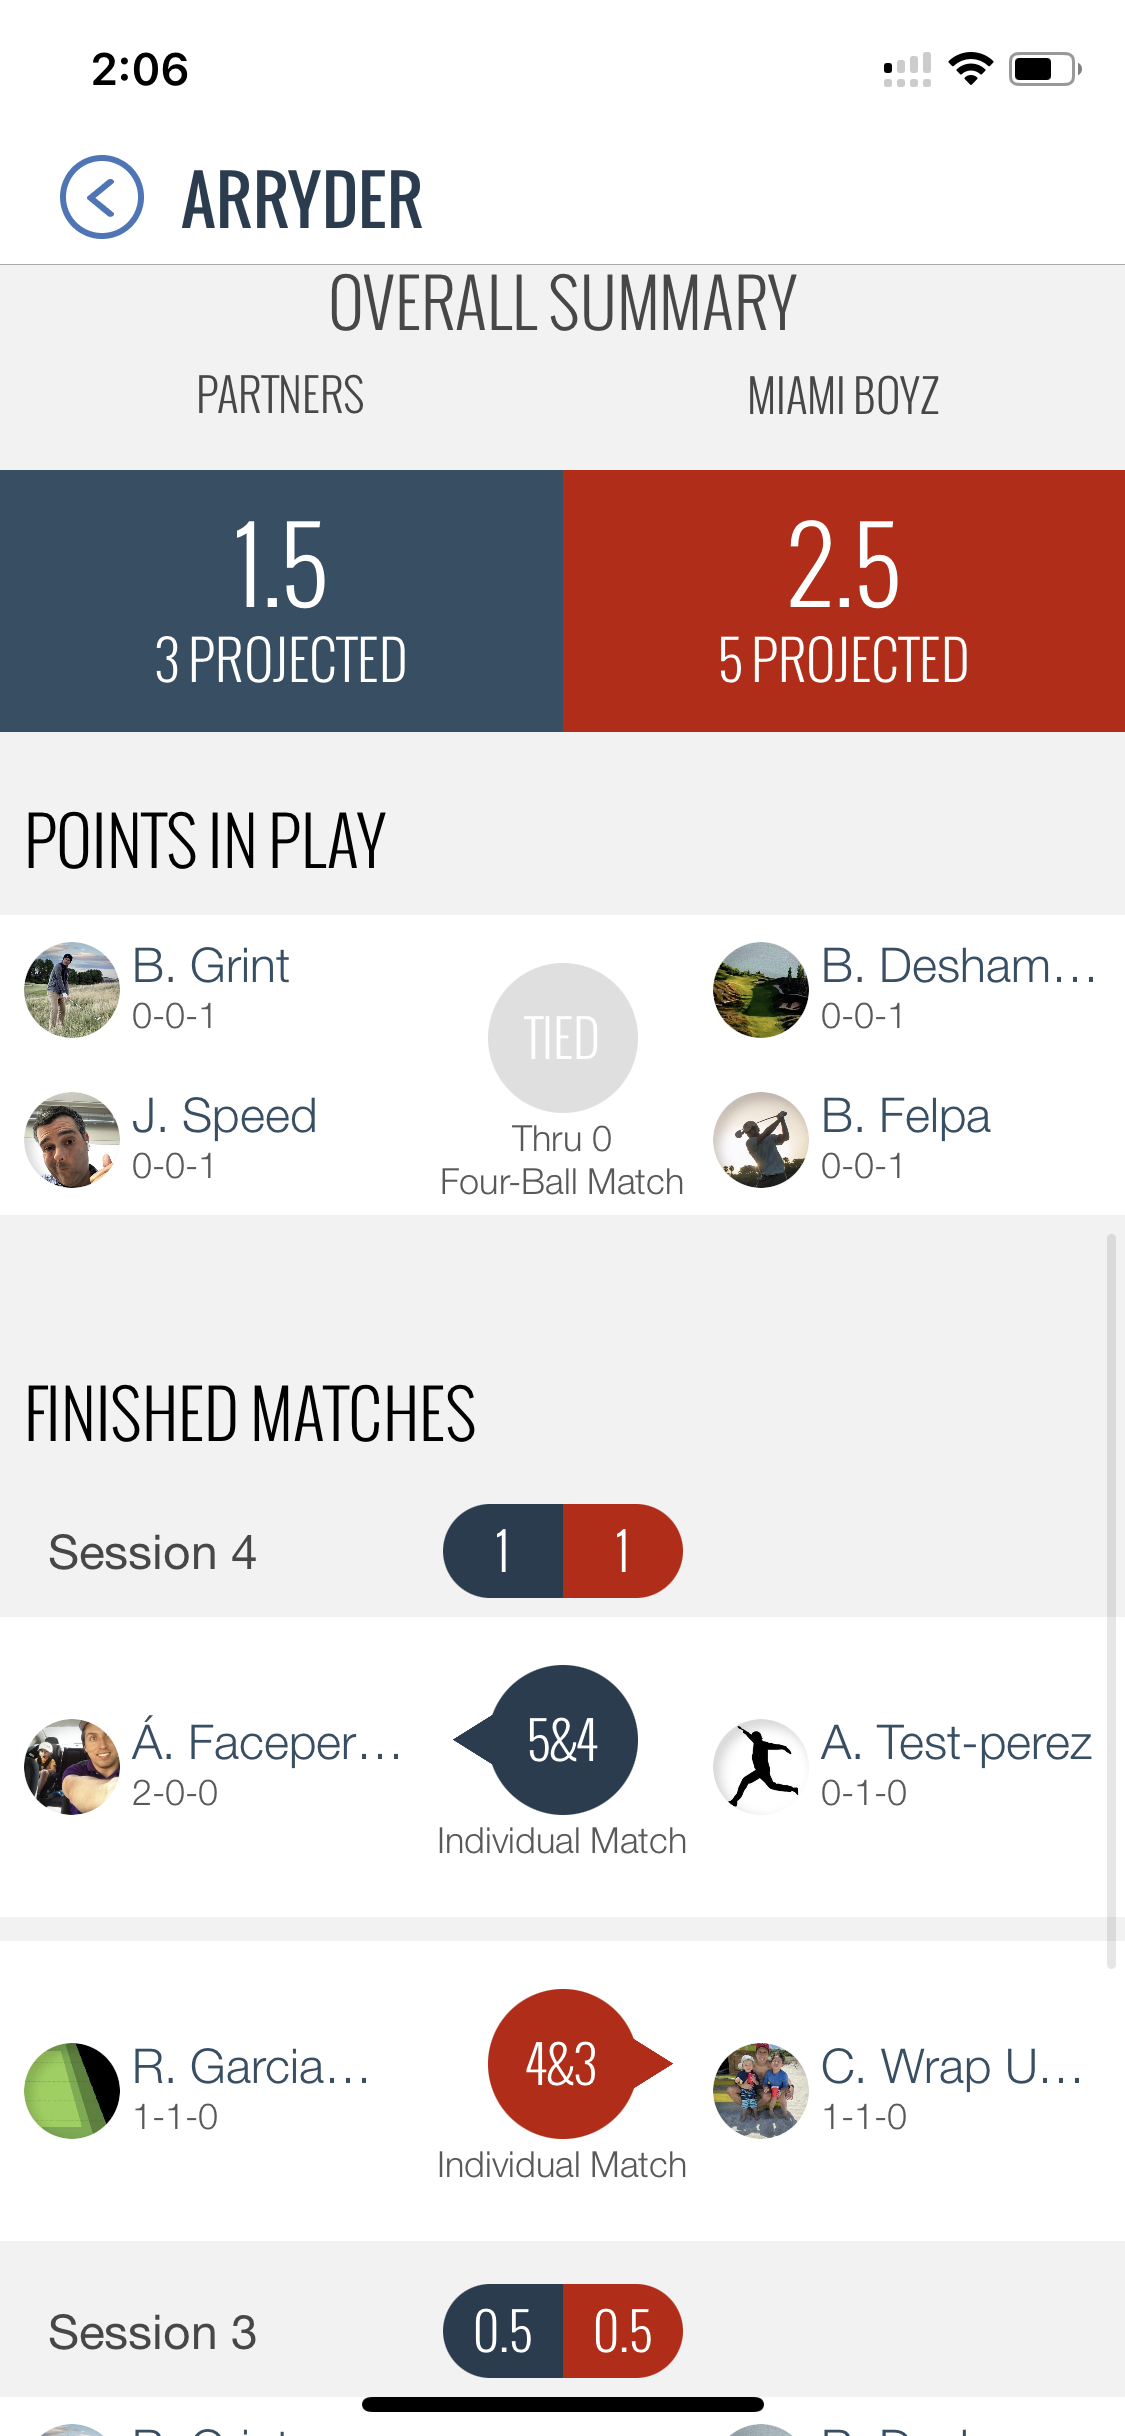 2:06
ARRYDER
OVERALL SUMMARY
PARTNERS
MIAMI BOYZ
1.5
3 PROJECTED
2.5
5 PROJECTED
POINTS IN PLAY
B. Grint
0-0-1
B. Desham...
0-0-1
TIED
J. Speed
0-0-1
Thru 0
Four-Ball Match
B. Felpa
0-0-1
FINISHED MATCHES
Session 4
1
1
Á. Faceper...
2-0-0
5&4
Individual Match
A. Test-perez
0-1-0
R. Garcia...
1-1-0
4&3
Individual Match
C. Wrap U...
1-1-0
Session 3
0.5
0.5